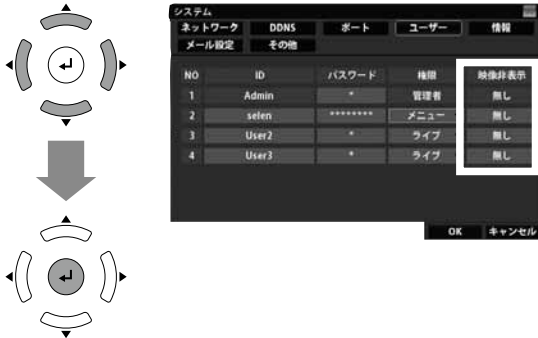 システム
ネットワーク DDNS ポート ユーザー 情報
メール設定 その他
NO ID パスワード 権限 映像非表示
1 Admin * 管理者 無し
2 selen ******** メニュー 無し
3 User2 * ライブ 無し
4 User3 * ライブ 無し
OK キャンセル